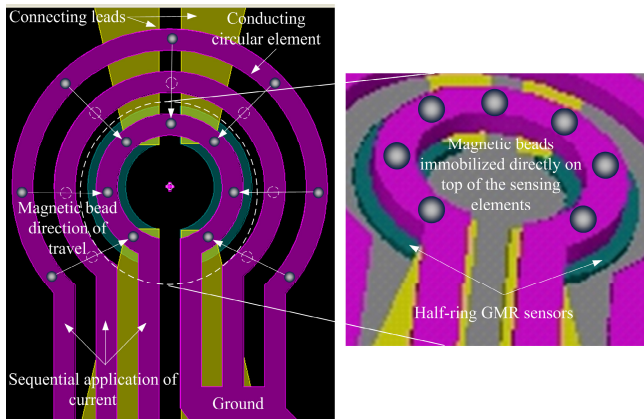 Connecting leads
Conducting
circular element
Magnetic bead
direction of
travel
Sequential application of
current
Ground
Magnetic beads
immobilized directly on
top of the sensing
elements
Half-ring GMR sensors